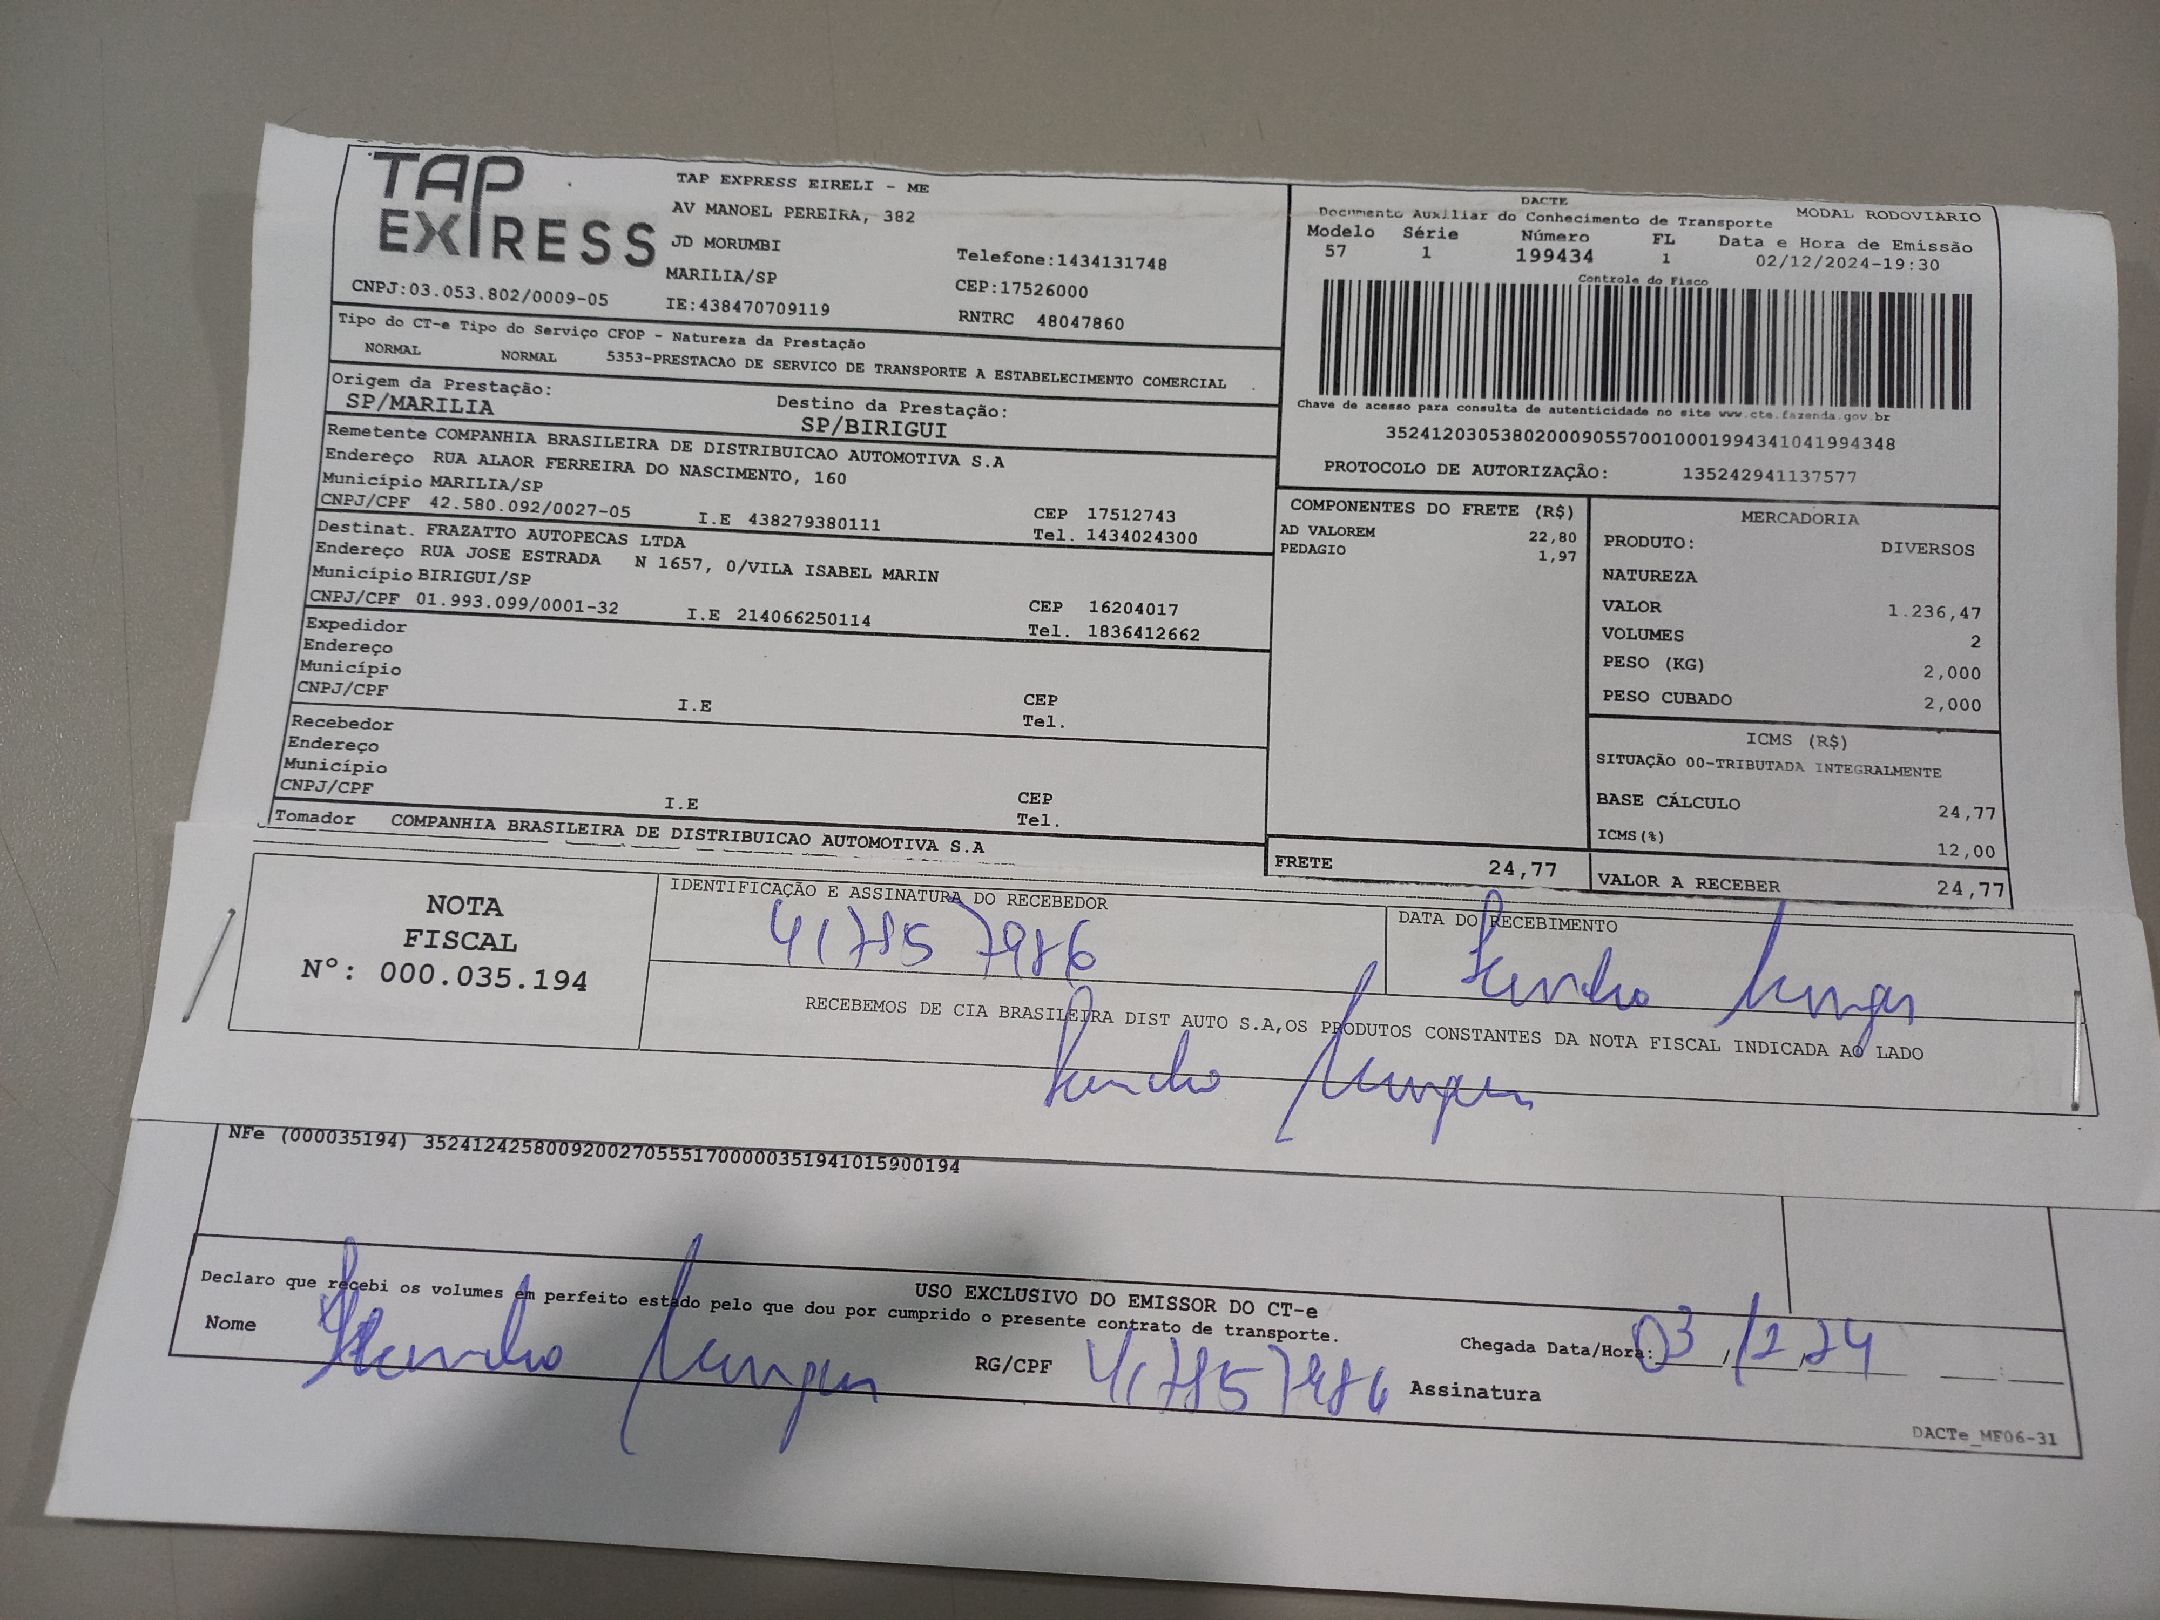 TAP
EXPRESS
CNPJ:03.053.802/0009-05
TAP EXPRESS EIRELI - ME
AV MANOEL PEREIRA, 382
JD MORUMBI
MARILIA/SP
IE:438470709119
Telefone:1434131748
CEP:17526000
RNTRC 48047860
DACTE
Documento Auxiliar do Conhecimento de Transporte
MODAL RODOVIARIO
Modelo Série Número FL Data e Hora de Emissão
57 1 199434 1 02/12/2024-19:30
Controle do Fisco
Chave de acesso para consulta de autenticidade no site www.cte.fazenda.gov.br
35241203053802000905570010001994341041994348
PROTOCOLO DE AUTORIZAÇÃO: 135242941137577
Tipo do CT-e Tipo do Serviço CFOP - Natureza da Prestação
NORMAL NORMAL 5353-PRESTACAO DE SERVICO DE TRANSPORTE A ESTABELECIMENTO COMERCIAL
Origem da Prestação: Destino da Prestação:
SP/MARILIA SP/BIRIGUI
Remetente COMPANHIA BRASILEIRA DE DISTRIBUICAO AUTOMOTIVA S.A
Endereço RUA ALAOR FERREIRA DO NASCIMENTO, 160
Município MARILIA/SP CEP 17512743
CNPJ/CPF 42.580.092/0027-05 I.E 438279380111 Tel. 1434024300
Destinat. FRAZATTO AUTOPECAS LTDA
Endereço RUA JOSE ESTRADA N 1657, 0/VILA ISABEL MARIN
Município BIRIGUI/SP CEP 16204017
CNPJ/CPF 01.993.099/0001-32 I.E 214066250114 Tel. 1836412662
Expedidor
Endereço
Município CEP
CNPJ/CPF I.E Tel.
Recebedor
Endereço
Município CEP
CNPJ/CPF I.E Tel.
Tomador COMPANHIA BRASILEIRA DE DISTRIBUICAO AUTOMOTIVA S.A
COMPONENTES DO FRETE (R$)
AD VALOREM 22,80
PEDAGIO 1,97
FRETE 24,77
MERCADORIA
PRODUTO: DIVERSOS
NATUREZA
VALOR 1.236,47
VOLUMES 2
PESO (KG) 2,000
PESO CUBADO 2,000
ICMS (R$)
SITUAÇÃO 00-TRIBUTADA INTEGRALMENTE
BASE CÁLCULO 24,77
ICMS(%) 12,00
VALOR A RECEBER 24,77
NOTA
FISCAL
N°: 000.035.194
IDENTIFICAÇÃO E ASSINATURA DO RECEBEDOR
417857986
DATA DO RECEBIMENTO
RECEBEMOS DE CIA BRASILEIRA DIST AUTO S.A,OS PRODUTOS CONSTANTES DA NOTA FISCAL INDICADA AO LADO
NFe (000035194) 35241242580092002705551700000351941015900194
USO EXCLUSIVO DO EMISSOR DO CT-e
Declaro que recebi os volumes em perfeito estado pelo que dou por cumprido o presente contrato de transporte.
Nome RG/CPF 417857986 Assinatura
Chegada Data/Hora: 03/12,24
DACTe_MF06-31